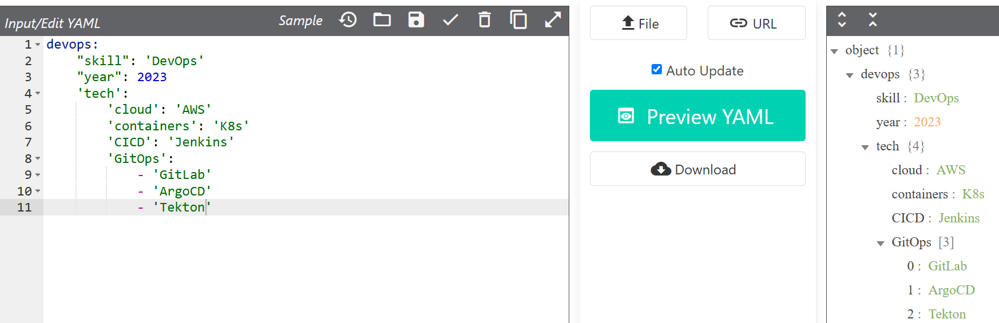 Input/Edit YAML Sample
1 devops:
2 "skill": 'DevOps'
3 "year": 2023
4 'tech':
5 'cloud': 'AWS'
6 'containers': 'K8s'
7 'CICD': 'Jenkins'
8 'GitOps':
9 - 'GitLab'
10 - 'ArgoCD'
11 - 'Tekton'
File URL
Auto Update
Preview YAML
Download
object {1}
devops {3}
skill : DevOps
year : 2023
tech {4}
cloud : AWS
containers : K8s
CICD : Jenkins
GitOps [3]
0 : GitLab
1 : ArgoCD
2 : Tekton